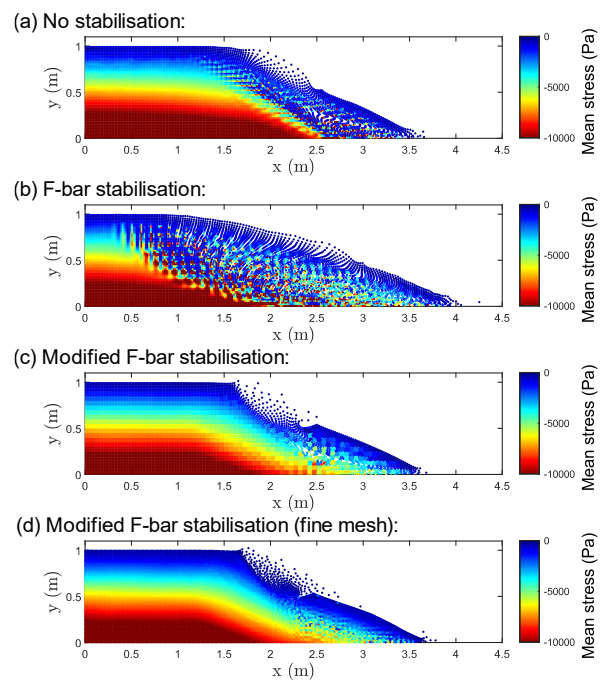 (a) No stabilisation:
1
0.5
0
y (m)
0 0.5 1 1.5 2 2.5 3 3.5 4 4.5
x (m)
0
-5000
-10000
Mean stress (Pa)
(b) F-bar stabilisation:
1
0.5
0
y (m)
0 0.5 1 1.5 2 2.5 3 3.5 4 4.5
x (m)
0
-5000
-10000
Mean stress (Pa)
(c) Modified F-bar stabilisation:
1
0.5
0
y (m)
0 0.5 1 1.5 2 2.5 3 3.5 4 4.5
x (m)
0
-5000
-10000
Mean stress (Pa)
(d) Modified F-bar stabilisation (fine mesh):
1
0.5
0
y (m)
0 0.5 1 1.5 2 2.5 3 3.5 4 4.5
x (m)
0
-5000
-10000
Mean stress (Pa)